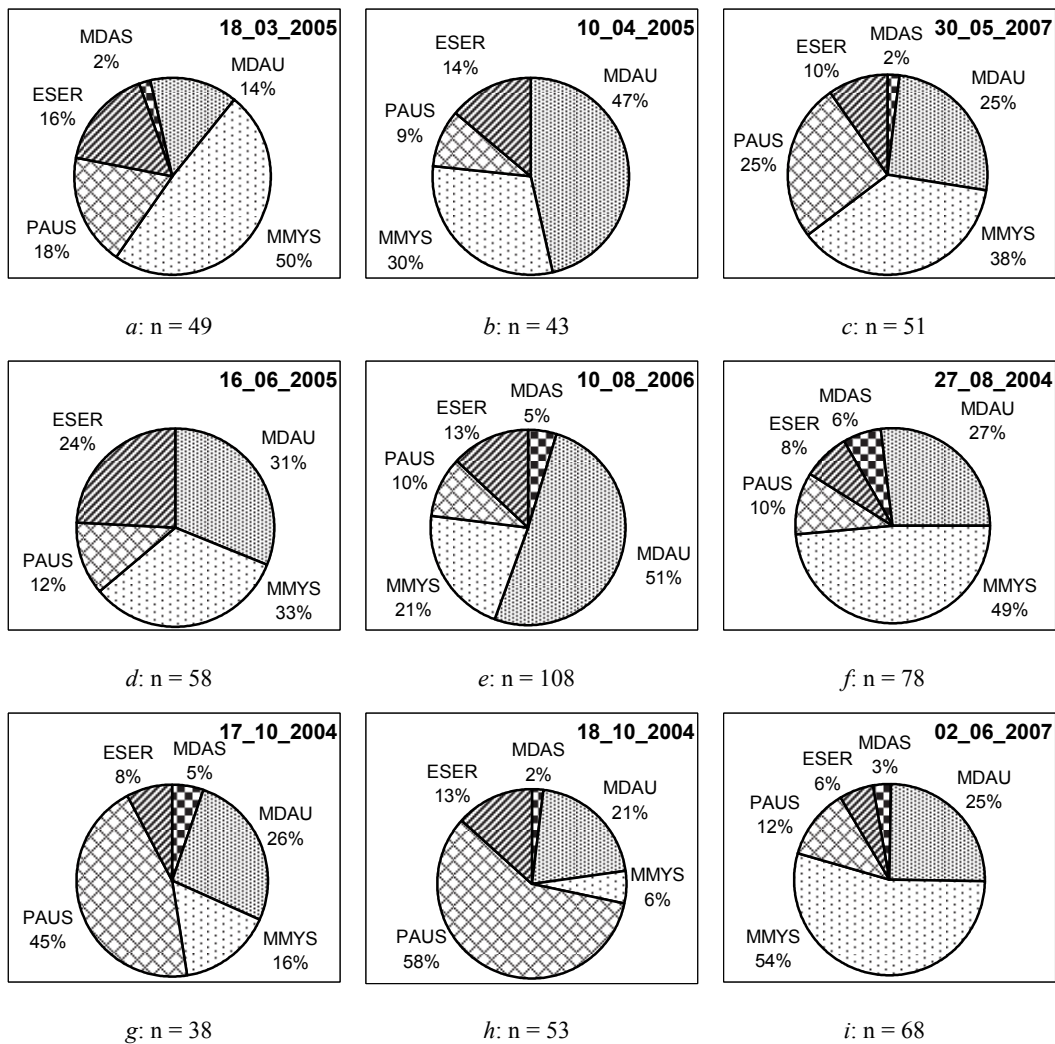 18_03_2005
MDAS
2%
MDAU
14%
ESER
16%
PAUS
18%
MMYS
50%
a: n = 49
10_04_2005
ESER
14%
MDAU
47%
PAUS
9%
MMYS
30%
b: n = 43
30_05_2007
MDAS
2%
ESER
10%
MDAU
25%
PAUS
25%
MMYS
38%
c: n = 51
16_06_2005
ESER
24%
MDAU
31%
PAUS
12%
MMYS
33%
d: n = 58
10_08_2006
MDAS
5%
ESER
13%
PAUS
10%
MDAU
51%
MMYS
21%
e: n = 108
27_08_2004
MDAS
6%
MDAU
27%
ESER
8%
PAUS
10%
MMYS
49%
f: n = 78
17_10_2004
ESER
8%
MDAS
5%
MDAU
26%
PAUS
45%
MMYS
16%
g: n = 38
18_10_2004
MDAS
2%
ESER
13%
MDAU
21%
MMYS
6%
PAUS
58%
h: n = 53
02_06_2007
MDAS
3%
ESER
6%
MDAU
25%
PAUS
12%
MMYS
54%
i: n = 68